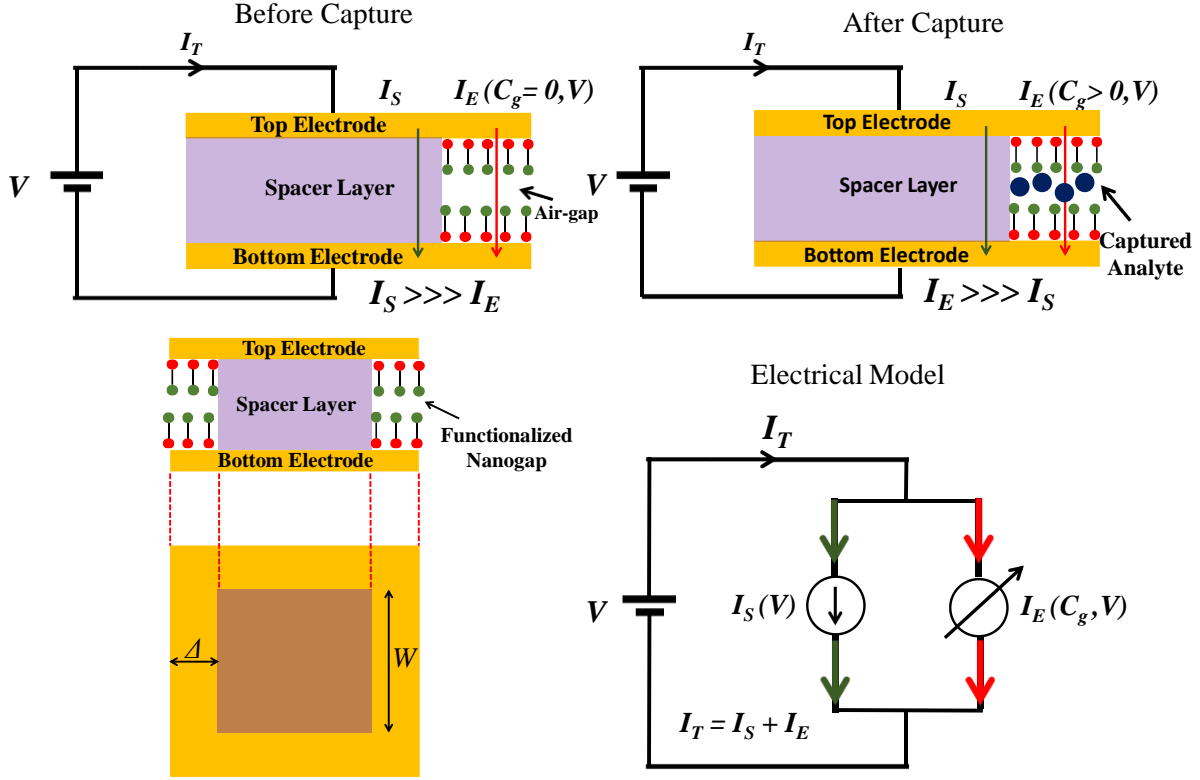 Before Capture
I_T
I_S
I_E (C_g = 0,V)
Top Electrode
V
Spacer Layer
Air-gap
Bottom Electrode
I_S >>> I_E
After Capture
I_T
I_S
I_E (C_g > 0,V)
Top Electrode
V
Spacer Layer
Bottom Electrode
Captured
Analyte
I_E >>> I_S
Top Electrode
Spacer Layer
Functionalized
Nanogap
Bottom Electrode
Δ
W
Electrical Model
I_T
V
I_S (V)
I_E (C_g , V)
I_T = I_S + I_E